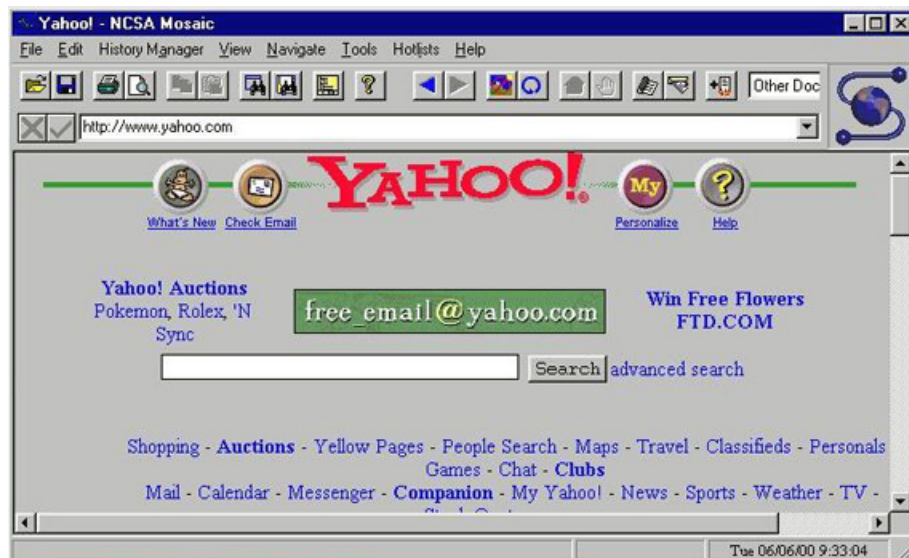 Yahoo! - NCSA Mosaic
File Edit History Manager View Navigate Tools Hotlists Help
Other Doc
http://www.yahoo.com
YAHOO!
My ?
What's New Check Email Personalize Help
Yahoo! Auctions
Pokemon, Rolex, 'N
Sync
free_email@yahoo.com
Win Free Flowers
FTD.COM
Search advanced search
Shopping - Auctions - Yellow Pages - People Search - Maps - Travel - Classifieds - Personals
Games - Chat - Clubs
Mail - Calendar - Messenger - Companion - My Yahoo! - News - Sports - Weather - TV -
Tue 06/06/00 9:33:04